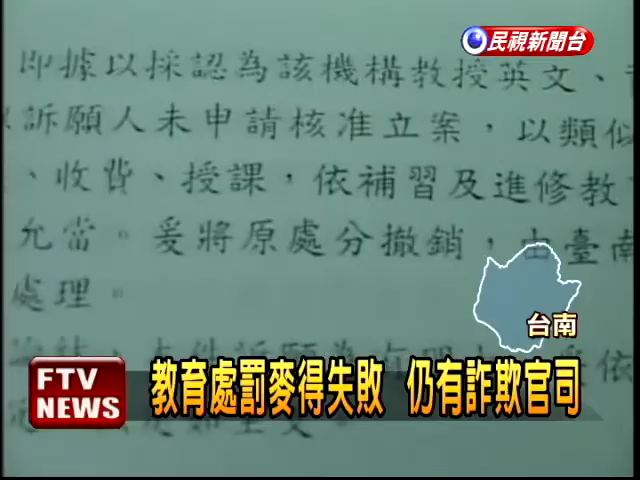 民視新聞台
即據以採認為該機構教授英文、
訴願人未申請核准立案,以類似
、收費、授課,依補習及進修教
允當。爰將原處分撤銷,由臺南
處理。
台南
FTV NEWS
教育處罰麥得失敗 仍有詐欺官司